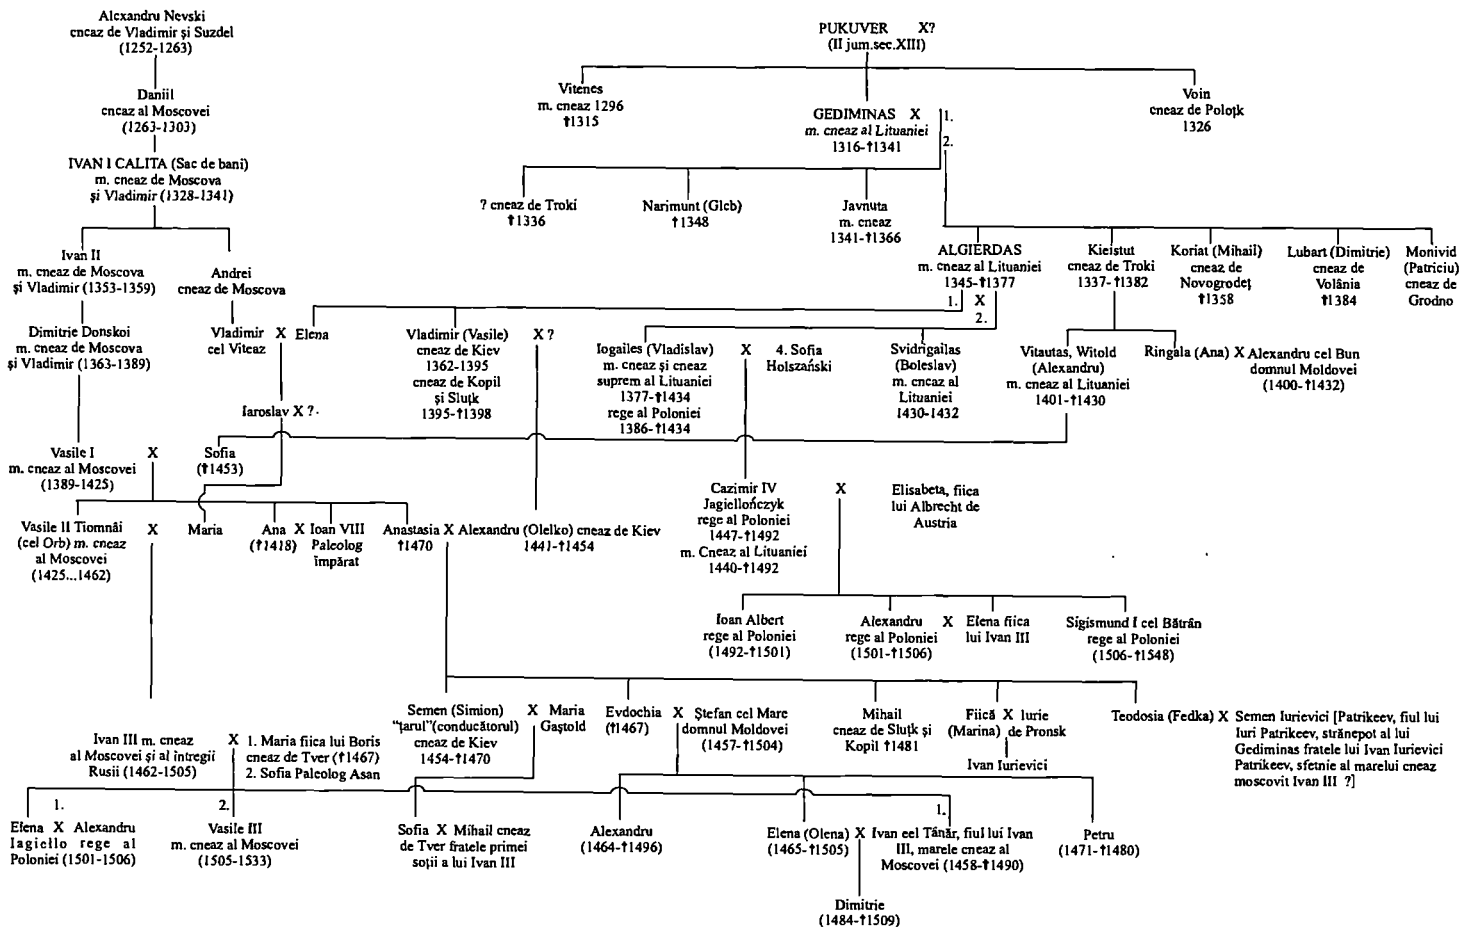 Alexandru Nevski
cneaz de Vladimir și Suzdel
(1252-1263)
Daniil
cneaz al Moscovei
(1263-1303)
IVAN I CALITA (Sac de bani)
m. cneaz de Moscova
și Vladimir (1328-1341)
Ivan II
m. cneaz de Moscova
și Vladimir (1353-1359)
Andrei
cneaz de Moscova
Dimitrie Donskoi
m. cneaz de Moscova
și Vladimir (1363-1389)
Vladimir
cel Viteaz
X Elena
Iaroslav X ?
PUKUVER X?
(II jum.sec.XIII)
Vitenes
m. cneaz 1296
†1315
GEDIMINAS X
m. cneaz al Lituaniei
1316-†1341
1.
2.
Voin
cneaz de Poloțk
1326
? cneaz de Troki
†1336
Narimunt (Gleb)
†1348
Javnuta
m. cneaz
1341-†1366
ALGIERDAS
m. cneaz al Lituaniei
1345-†1377
1. X
2.
Kieistut
cneaz de Troki
1337-†1382
Koriat (Mihail)
cneaz de
Novogrodeț
†1358
Lubart (Dimitrie)
cneaz de
Volânia
†1384
Monivid
(Patriciu)
cneaz de
Grodno
Vladimir (Vasile)
cneaz de Kiev
1362-1395
cneaz de Kopil
și Sluțk
1395-†1398
X ?
Iogailes (Vladislav)
m. cneaz și cneaz
suprem al Lituaniei
1377-†1434
rege al Poloniei
1386-†1434
X
4. Sofia
Holszański
Svidrigailas
(Boleslav)
m. cneaz al
Lituaniei
1430-1432
Vitautas, Witold
(Alexandru)
m. cneaz al Lituaniei
1401-†1430
Ringala (Ana) X Alexandru cel Bun
domnul Moldovei
(1400-†1432)
Vasile I
m. cneaz al Moscovei
(1389-1425)
X
Sofia
(†1453)
Vasile II Tiomnâi
(cel Orb) m. cneaz
al Moscovei
(1425...1462)
X
Maria
Ana
(†1418)
X Ioan VIII
Paleolog
împărat
Anastasia
†1470
X Alexandru (Olelko) cneaz de Kiev
1441-†1454
Cazimir IV
Jagiellończyk
rege al Poloniei
1447-†1492
m. Cneaz al Lituaniei
1440-†1492
X
Elisabeta, fiica
lui Albrecht de
Austria
Ioan Albert
rege al Poloniei
(1492-†1501)
Alexandru
rege al Poloniei
(1501-†1506)
X Elena fiica
lui Ivan III
Sigismund I cel Bătrân
rege al Poloniei
(1506-†1548)
Ivan III m. cneaz
al Moscovei și al întregii
Rusii (1462-1505)
X
1. Maria fiica lui Boris
cneaz de Tver (†1467)
2. Sofia Paleolog Asan
Semen (Simion)
"țarul"(conducătorul)
cneaz de Kiev
1454-†1470
X Maria
Gaștold
Evdochia
(†1467)
X Ștefan cel Mare
domnul Moldovei
(1457-†1504)
Mihail
cneaz de Sluțk și
Kopil †1481
Fiică
(Marina)
X Iurie
de Pronsk
Ivan Iurievici
Teodosia (Fedka) X Semen Iurievici [Patrikeev, fiul lui
Iuri Patrikeev, strănepot al lui
Gediminas fratele lui Ivan Iurievici
Patrikeev, sfetnie al marelui cneaz
moscovit Ivan III ?]
1.
Elena X Alexandru
Iagiello rege al
Poloniei (1501-1506)
2.
Vasile III
m. cneaz al Moscovei
(1505-1533)
Sofia X Mihail cneaz
de Tver fratele primei
soții a lui Ivan III
Alexandru
(1464-†1496)
Elena (Olena)
(1465-†1505)
1.
X Ivan eel Tânăr, fiul lui Ivan
III, marele cneaz al
Moscovei (1458-†1490)
Petru
(1471-†1480)
Dimitrie
(1484-†1509)